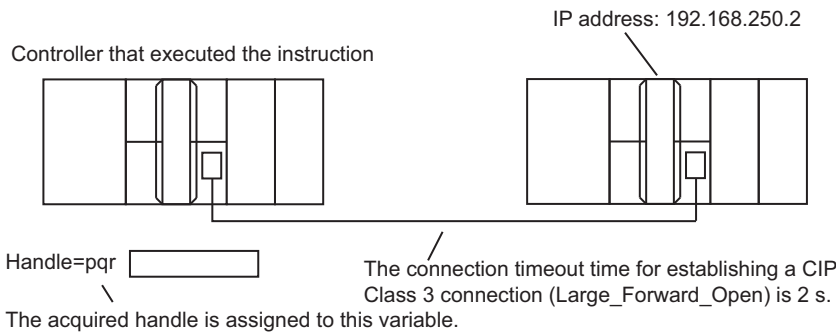 IP address: 192.168.250.2
Controller that executed the instruction
Handle=pqr
The connection timeout time for establishing a CIP
Class 3 connection (Large_Forward_Open) is 2 s.
The acquired handle is assigned to this variable.